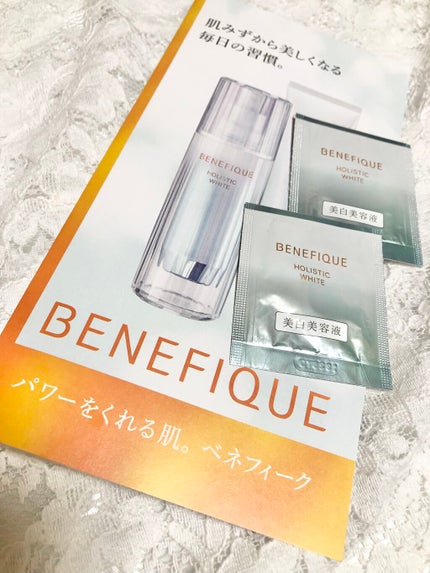 肌みずから美しくなる
毎日の習慣。
BENEFIQUE
HOLISTIC
WHITE
BENEFIQUE
HOLISTIC
WHITE
美白美容液
BENEFIQUE
HOLISTIC
WHITE
美白美容液
BENEFIQUE
パワーをくれる肌。ベネフィーク